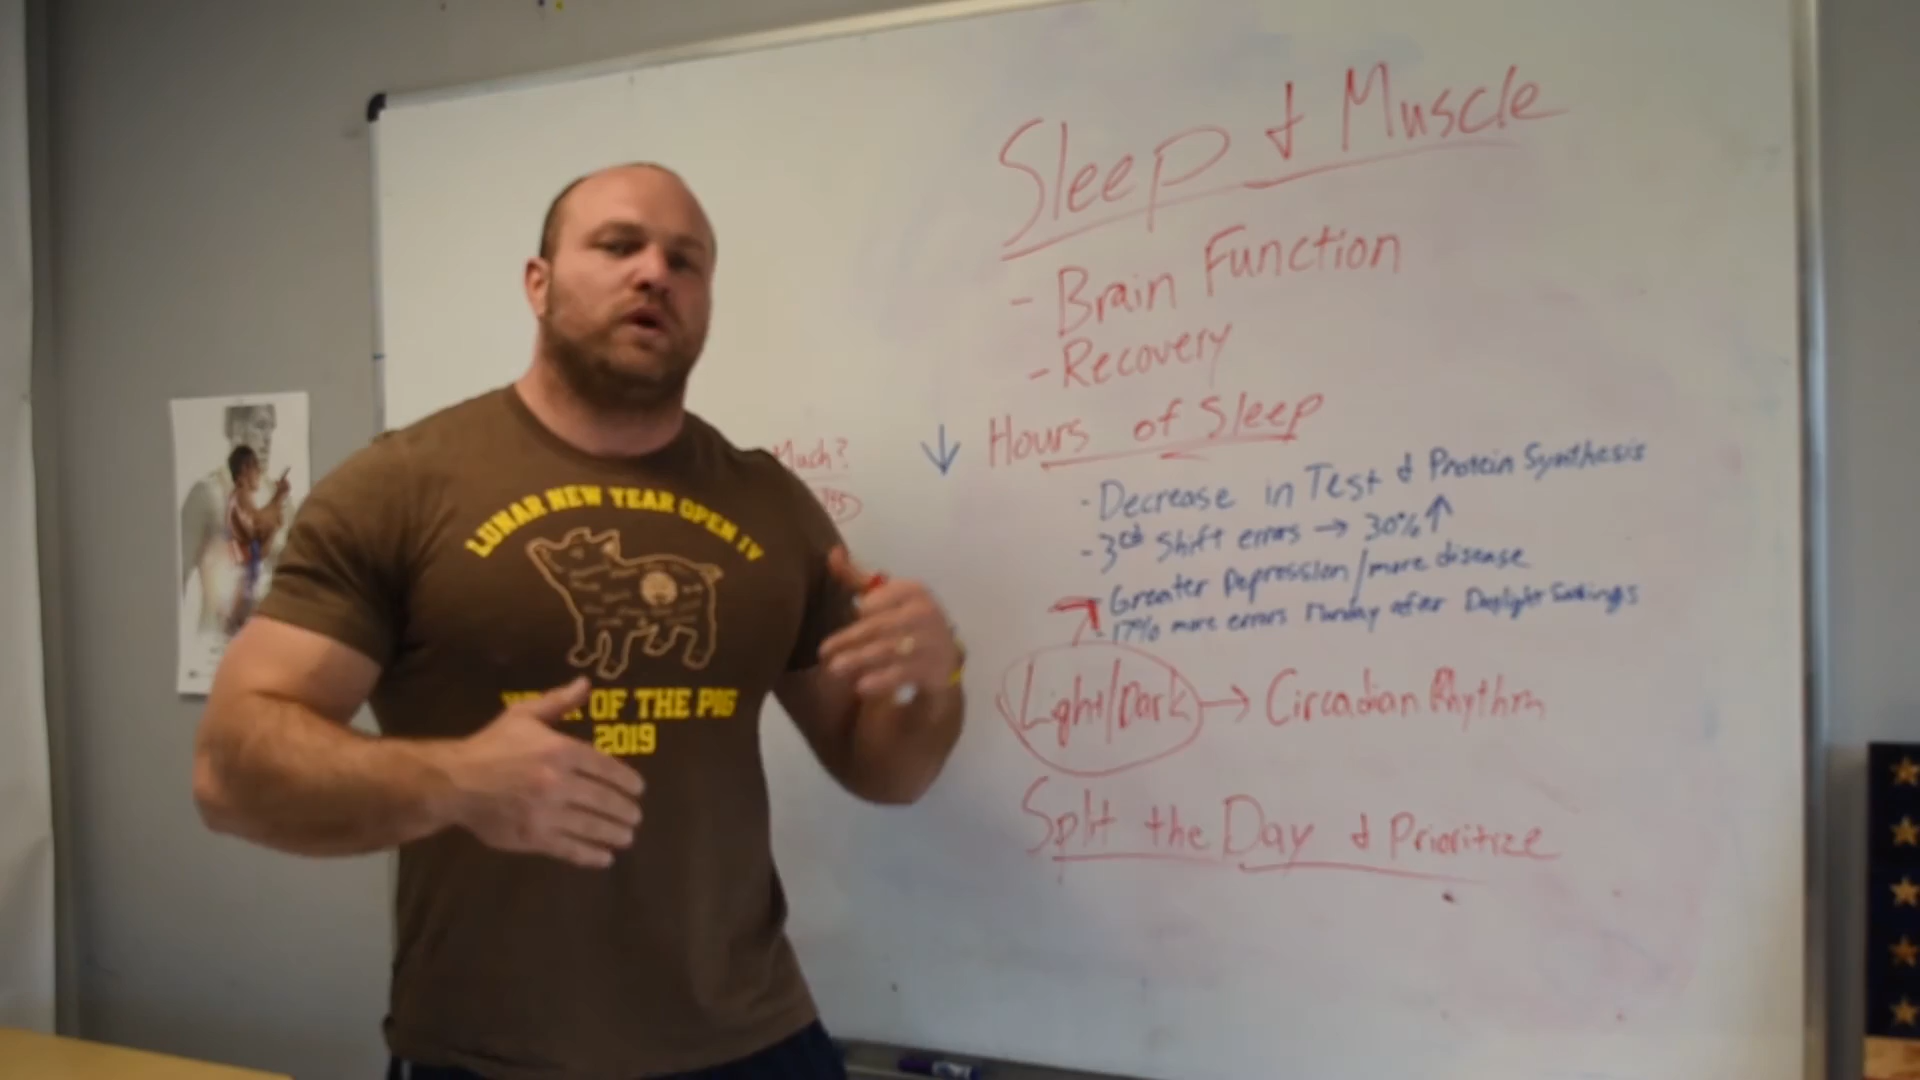 Sleep & Muscle
- Brain Function
- Recovery
↓ Hours of Sleep
- Decrease in Test & Protein Synthesis
- 3rd Shift errors → 30% ↑
- Greater Depression/more disease
- 17% more errors Monday after Daylight Savings
Light/Dark → Circadian Rhythm
Split the Day & Prioritize
Much?
LUNAR NEW YEAR OPEN IV
OF THE PIG
2019